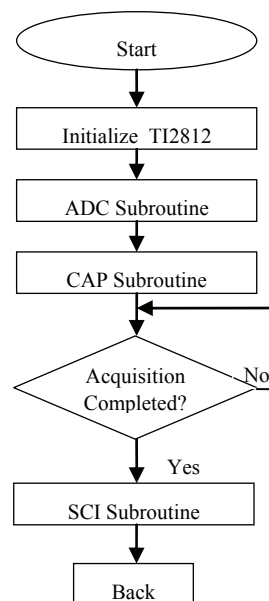 Start
Initialize TI2812
ADC Subroutine
CAP Subroutine
Acquisition
Completed?
No
Yes
SCI Subroutine
Back